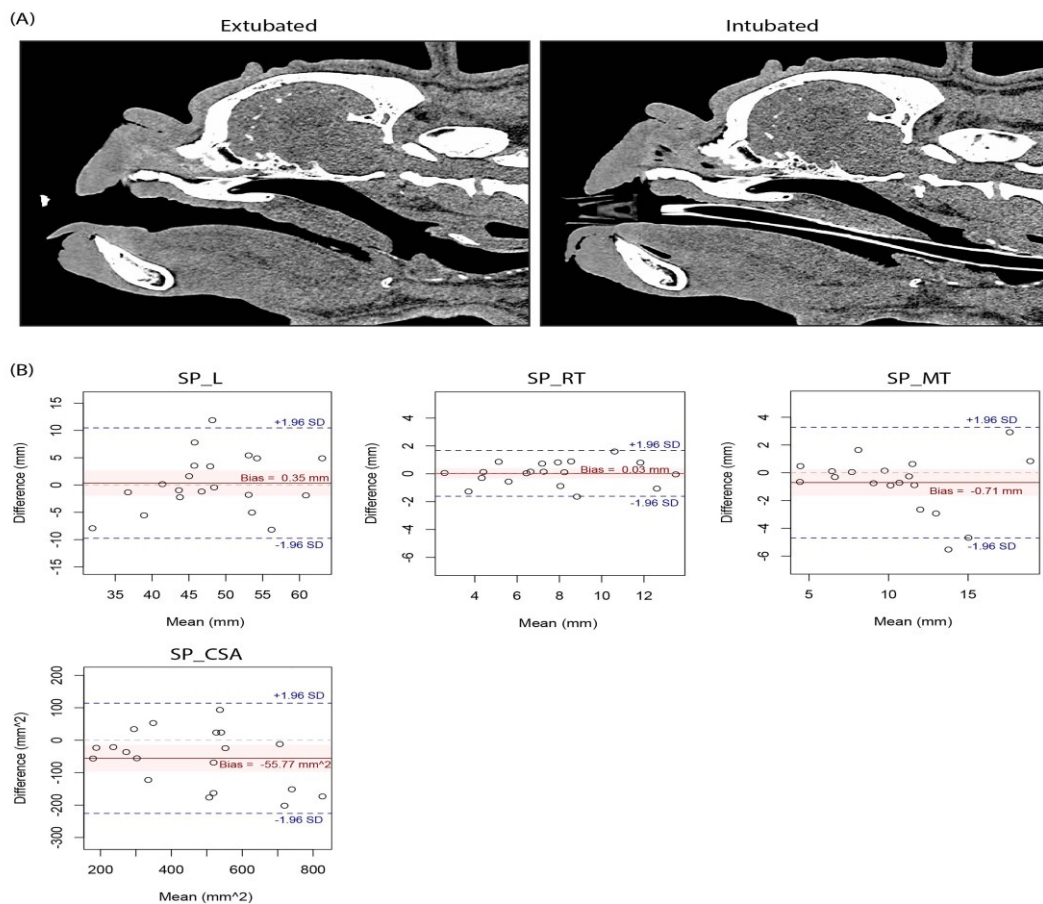 (A)
Extubated
Intubated
(B)
SP_L
Difference (mm)
15
10
5
0
-5
-10
-15
+1.96 SD
Bias = 0.35 mm
-1.96 SD
35
40
45
50
55
60
Mean (mm)
SP_RT
Difference (mm)
4
2
0
-2
-4
-6
+1.96 SD
Bias = 0.03 mm
-1.96 SD
4
6
8
10
12
Mean (mm)
SP_MT
Difference (mm)
4
2
0
-2
-4
-6
+1.96 SD
Bias = -0.71 mm
-1.96 SD
5
10
15
Mean (mm)
SP_CSA
Difference (mm^2)
200
100
0
-100
-200
-300
+1.96 SD
Bias = -55.77 mm^2
-1.96 SD
200
400
600
800
Mean (mm^2)